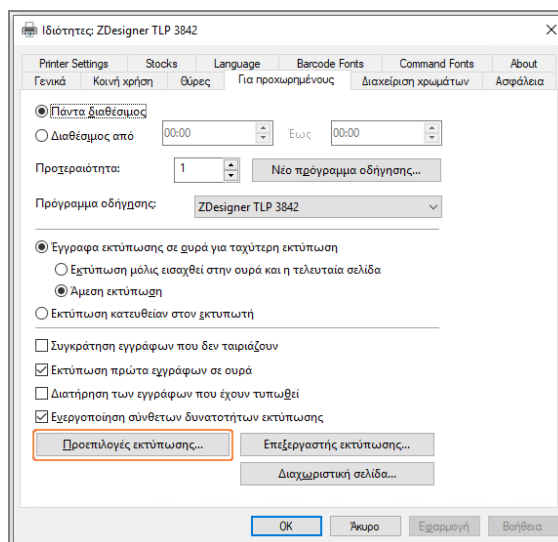 Ιδιότητες: ZDesigner TLP 3842
Printer Settings Stocks Language Barcode Fonts Command Fonts About
Γενικά Κοινή χρήση Θύρες Για προχωρημένους Διαχείριση χρωμάτων Ασφάλεια
Πάντα διαθέσιμος
Διαθέσιμος από 00:00 Έως 00:00
Προτεραιότητα: 1 Νέο πρόγραμμα οδήγησης...
Πρόγραμμα οδήγησης: ZDesigner TLP 3842
Έγγραφα εκτύπωσης σε ουρά για ταχύτερη εκτύπωση
Εκτύπωση μόλις εισαχθεί στην ουρά και η τελευταία σελίδα
Άμεση εκτύπωση
Εκτύπωση κατευθείαν στον εκτυπωτή
Συγκράτηση εγγράφων που δεν ταιριάζουν
Εκτύπωση πρώτα εγγράφων σε ουρά
Διατήρηση των εγγράφων που έχουν τυπωθεί
Ενεργοποίηση σύνθετων δυνατοτήτων εκτύπωσης
Προεπιλογές εκτύπωσης... Επεξεργαστής εκτύπωσης...
Διαχωριστική σελίδα...
OK Άκυρο Εφαρμογή Βοήθεια